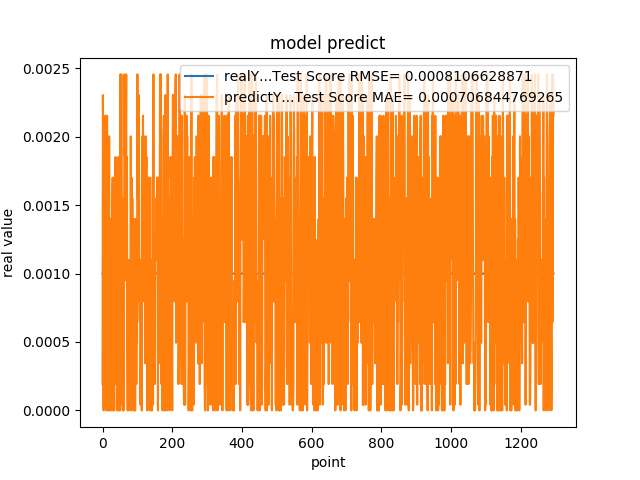 model predict
realY...Test Score RMSE= 0.0008106628871
predictY...Test Score MAE= 0.000706844769265
0.0025
0.0020
0.0015
0.0010
0.0005
0.0000
real value
0 200 400 600 800 1000 1200
point